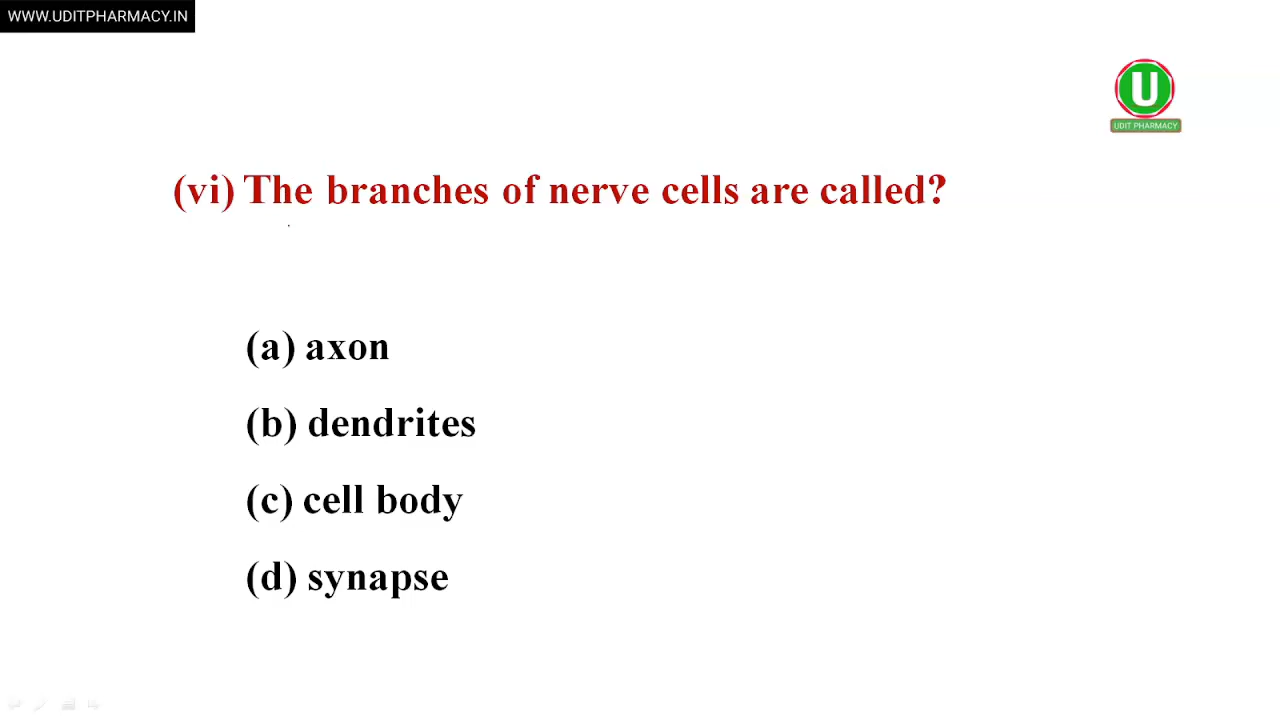 WWW.UDITPHARMACY.IN
U
UDIT PHARMACY
(vi) The branches of nerve cells are called?
(a) axon
(b) dendrites
(c) cell body
(d) synapse